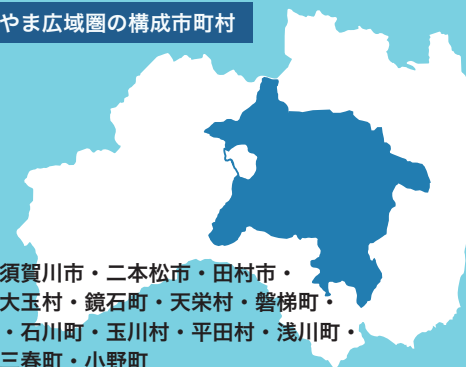 やま広域圏の構成市町村
須賀川市・二本松市・田村市・
大玉村・鏡石町・天栄村・磐梯町・
・石川町・玉川村・平田村・浅川町・
三春町・小野町